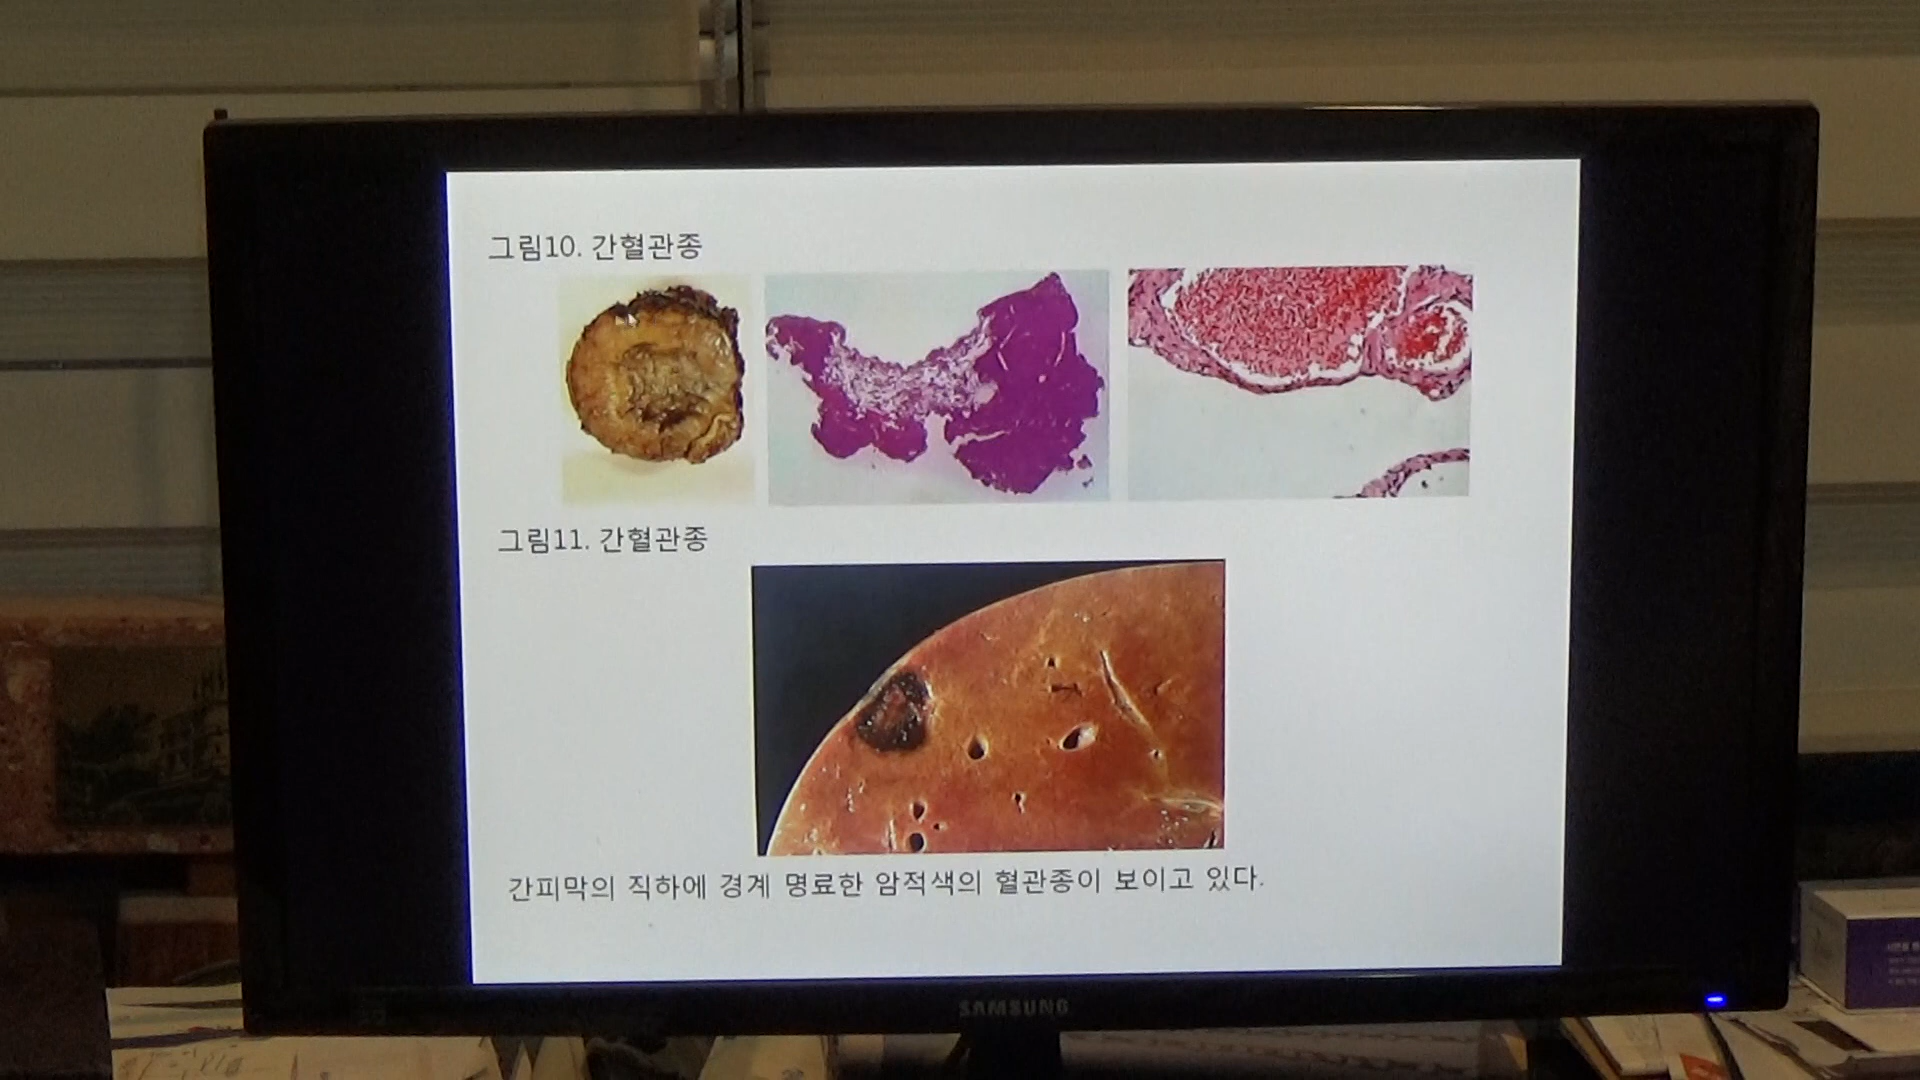 그림10. 간혈관종
그림11. 간혈관종
간피막의 직하에 경계 명료한 암적색의 혈관종이 보이고 있다.
SAMSUNG